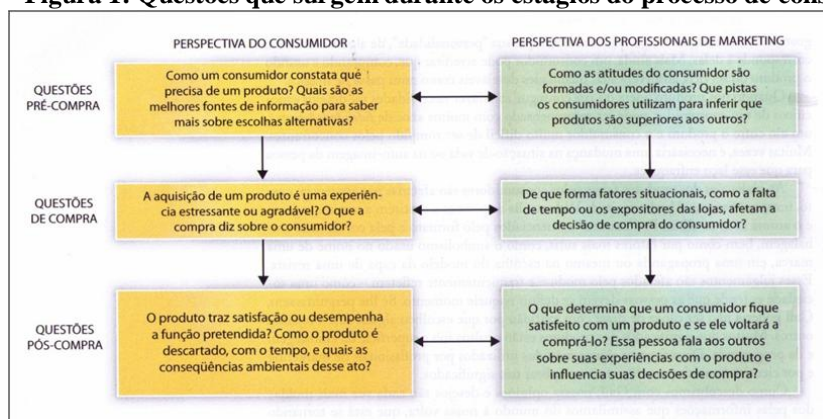 Figura 1: Questões que surgem durante os estágios do processo de cons
PERSPECTIVA DO CONSUMIDOR
PERSPECTIVA DOS PROFISSIONAIS DE MARKETING
QUESTÕES
PRÉ-COMPRA
Como um consumidor constata que
precisa de um produto? Quais são as
melhores fontes de informação para saber
mais sobre escolhas alternativas?
Como as atitudes do consumidor são
formadas e/ou modificadas? Que pistas
os consumidores utilizam para inferir que
produtos são superiores aos outros?
QUESTÕES
DE COMPRA
A aquisição de um produto é uma experiên-
cia estressante ou agradável? O que a
compra diz sobre o consumidor?
De que forma fatores situacionais, como a falta
de tempo ou os expositores das lojas, afetam a
decisão de compra do consumidor?
QUESTÕES
PÓS-COMPRA
O produto traz satisfação ou desempenha
a função pretendida? Como o produto é
descartado, com o tempo, e quais as
conseqüências ambientais desse ato?
O que determina que um consumidor fique
satisfeito com um produto e se ele voltará a
comprá-lo? Essa pessoa fala aos outros
sobre suas experiências com o produto e
influencia suas decisões de compra?